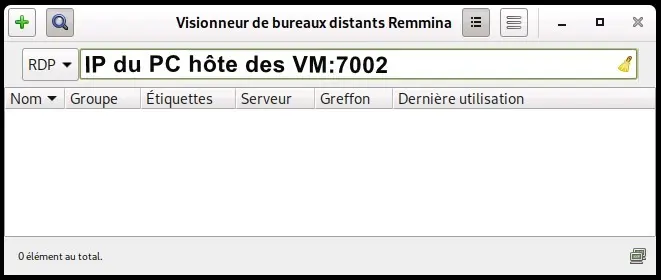 Visionneur de bureaux distants Remmina
RDP IP du PC hôte des VM:7002
Nom Groupe Étiquettes Serveur Greffon Dernière utilisation
0 élément au total.